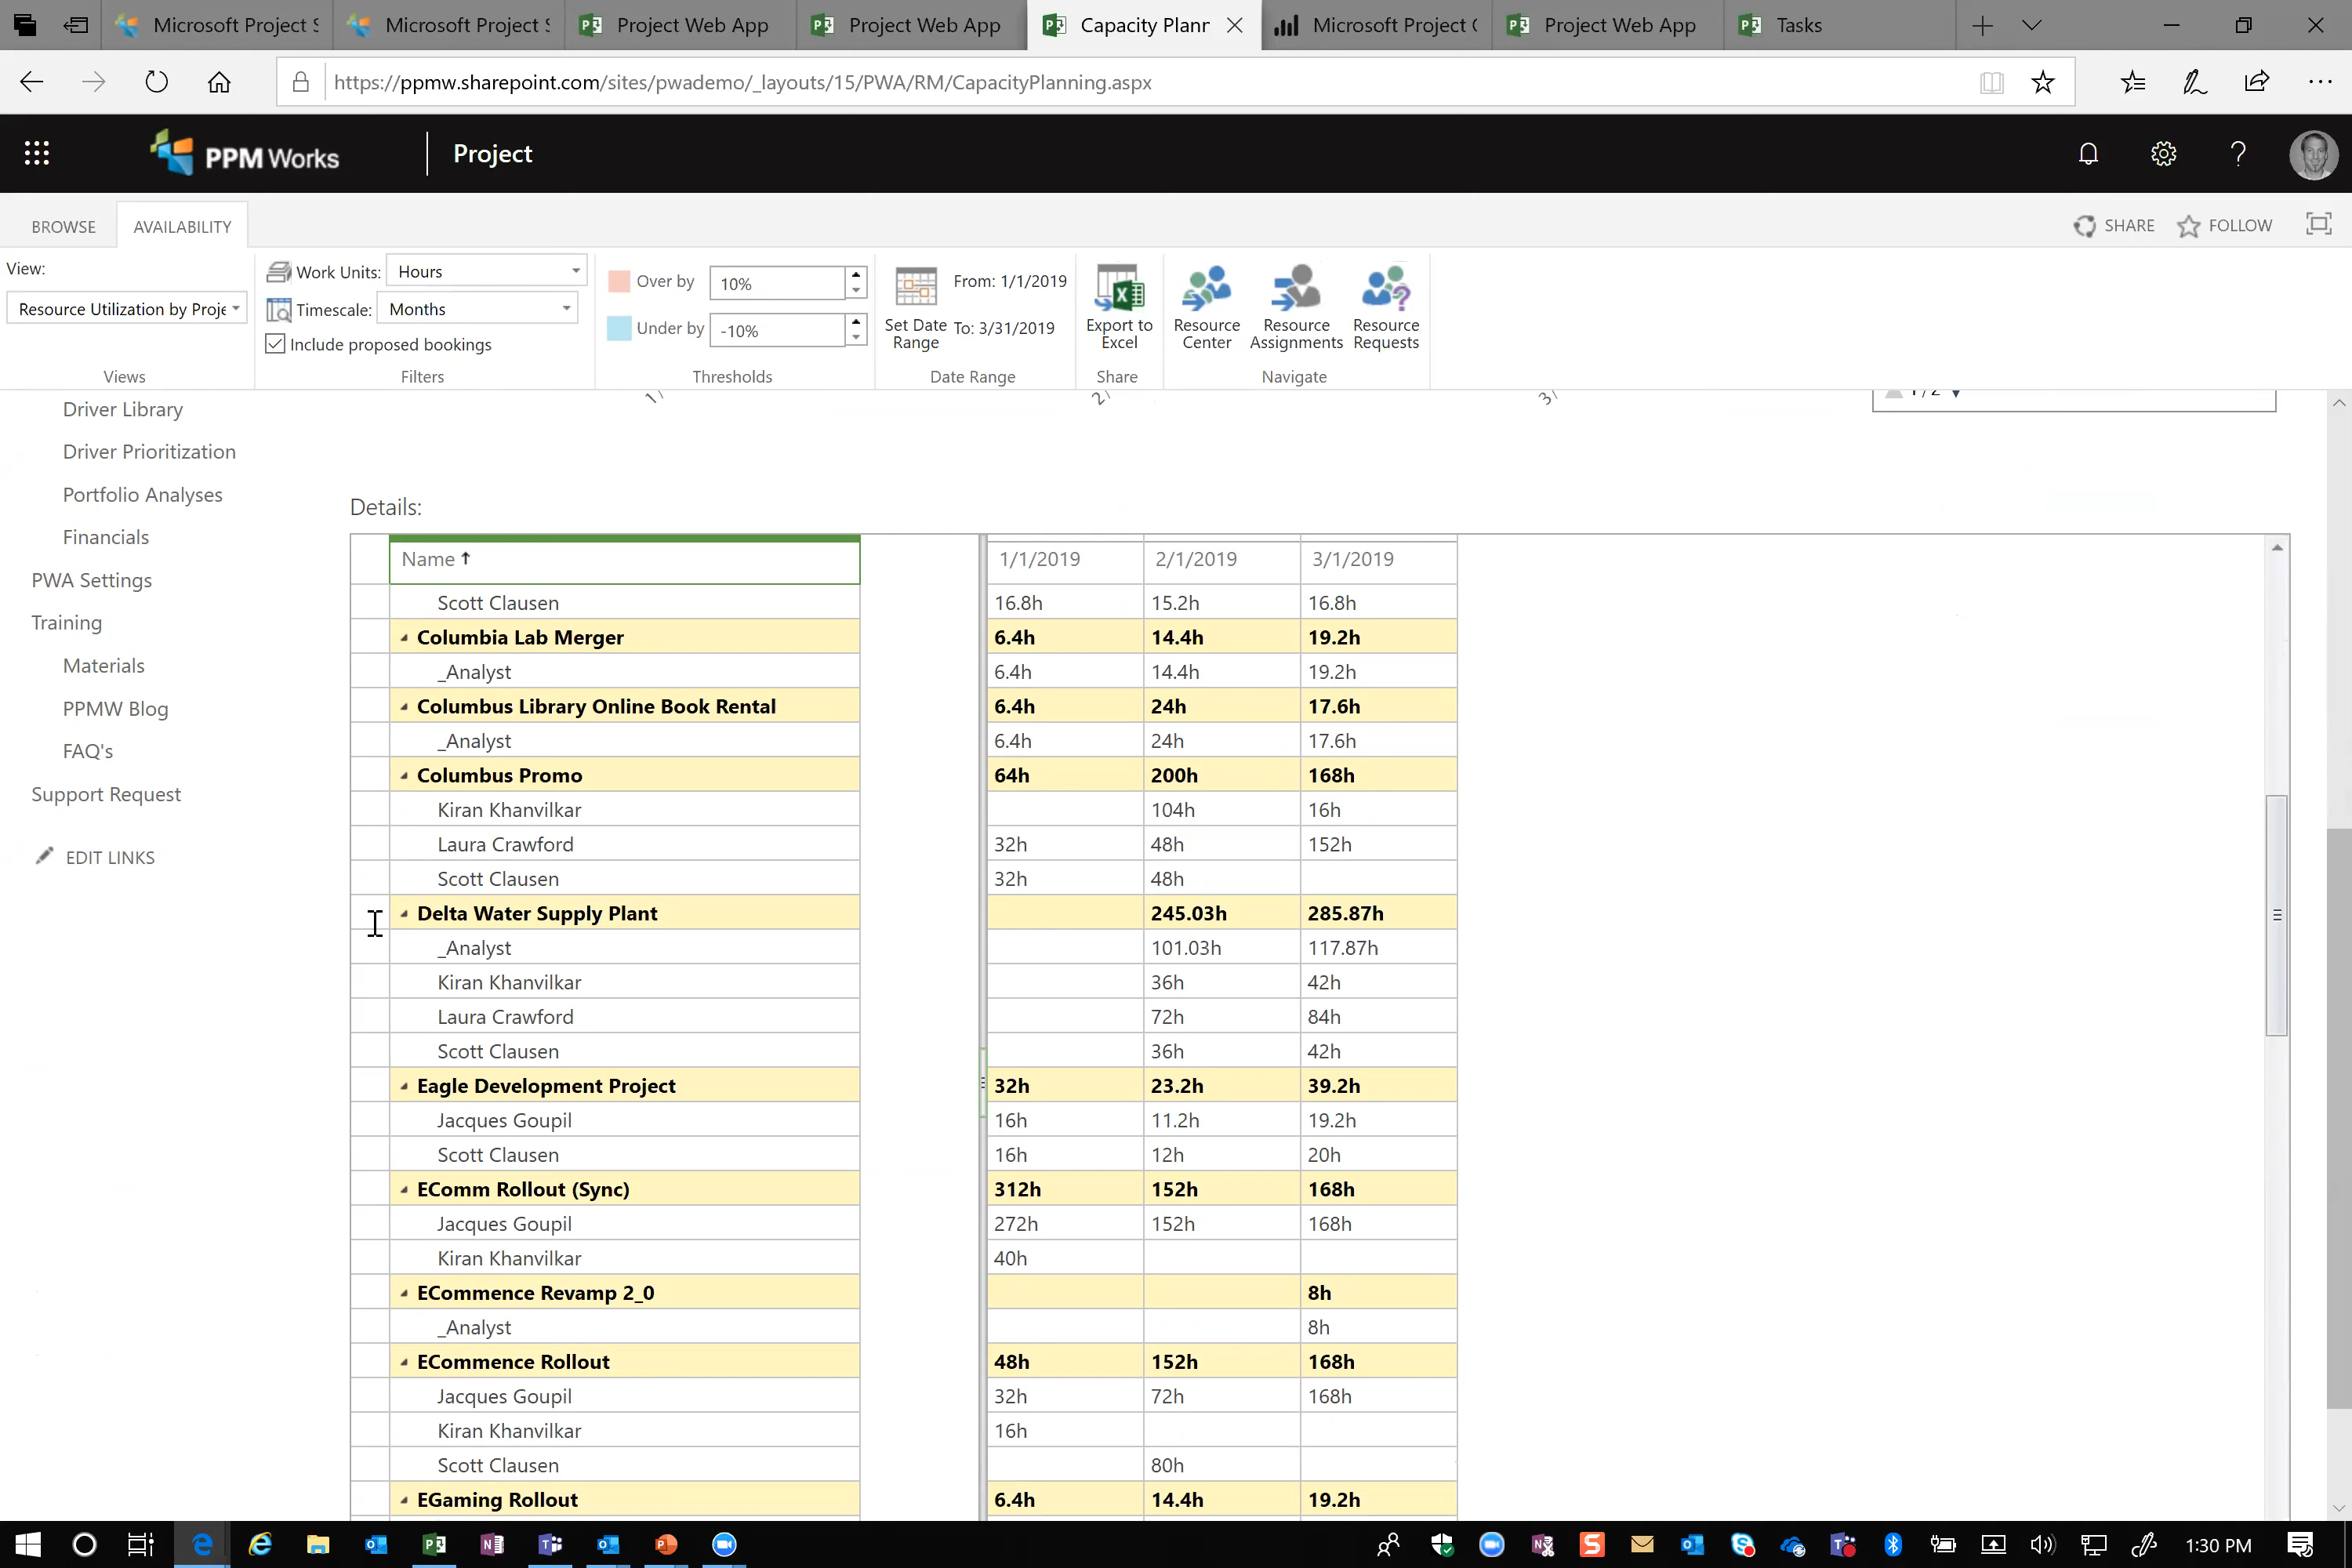 Microsoft Project S
Microsoft Project S
Project Web App
Project Web App
Capacity Planr
Microsoft Project (
Project Web App
Tasks
https://ppmw.sharepoint.com/sites/pwademo/_layouts/15/PWA/RM/CapacityPlanning.aspx
PPM Works
Project
BROWSE
AVAILABILITY
SHARE
FOLLOW
View:
Resource Utilization by Proje
Views
Work Units:
Hours
Timescale:
Months
Include proposed bookings
Filters
Over by
10%
Under by
-10%
Thresholds
Set Date Range
From: 1/1/2019
To: 3/31/2019
Date Range
Export to Excel
Share
Resource Center
Resource Assignments
Resource Requests
Navigate
1/
2/
3/
1/2
Driver Library
Driver Prioritization
Portfolio Analyses
Financials
PWA Settings
Training
Materials
PPMW Blog
FAQ's
Support Request
EDIT LINKS
Details:
Name 1/1/2019 2/1/2019 3/1/2019
Scott Clausen 16.8h 15.2h 16.8h
Columbia Lab Merger 6.4h 14.4h 19.2h
_Analyst 6.4h 14.4h 19.2h
Columbus Library Online Book Rental 6.4h 24h 17.6h
_Analyst 6.4h 24h 17.6h
Columbus Promo 64h 200h 168h
Kiran Khanvilkar 104h 16h
Laura Crawford 32h 48h 152h
Scott Clausen 32h 48h
Delta Water Supply Plant 245.03h 285.87h
_Analyst 101.03h 117.87h
Kiran Khanvilkar 36h 42h
Laura Crawford 72h 84h
Scott Clausen 36h 42h
Eagle Development Project 32h 23.2h 39.2h
Jacques Goupil 16h 11.2h 19.2h
Scott Clausen 16h 12h 20h
EComm Rollout (Sync) 312h 152h 168h
Jacques Goupil 272h 152h 168h
Kiran Khanvilkar 40h
ECommence Revamp 2_0 8h
_Analyst 8h
ECommence Rollout 48h 152h 168h
Jacques Goupil 32h 72h 168h
Kiran Khanvilkar 16h
Scott Clausen 80h
EGaming Rollout 6.4h 14.4h 19.2h
1:30 PM